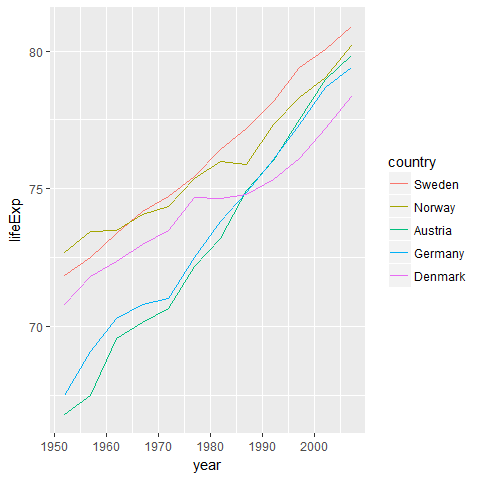 80
75
70
lifeExp
1950
1960
1970
1980
1990
2000
year
country
Sweden
Norway
Austria
Germany
Denmark